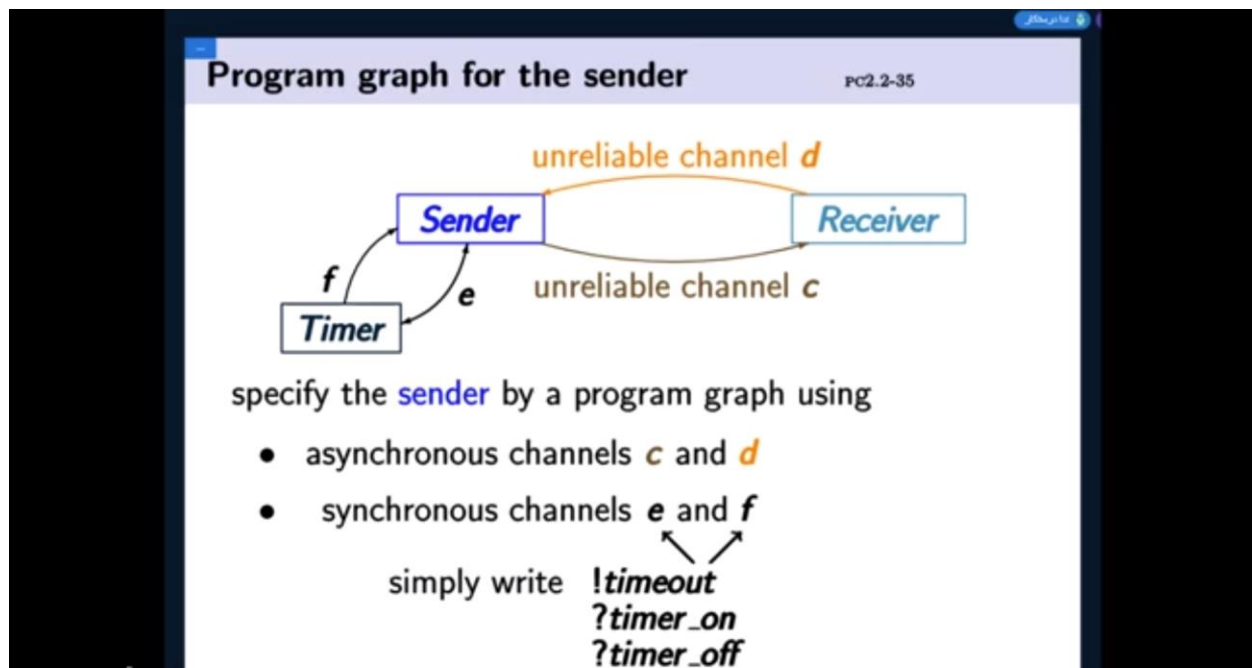 Program graph for the sender
PC2.2-35
unreliable channel d
Sender
Receiver
f
e
unreliable channel c
Timer
specify the sender by a program graph using
• asynchronous channels c and d
• synchronous channels e and f
simply write !timeout
?timer_on
?timer_off